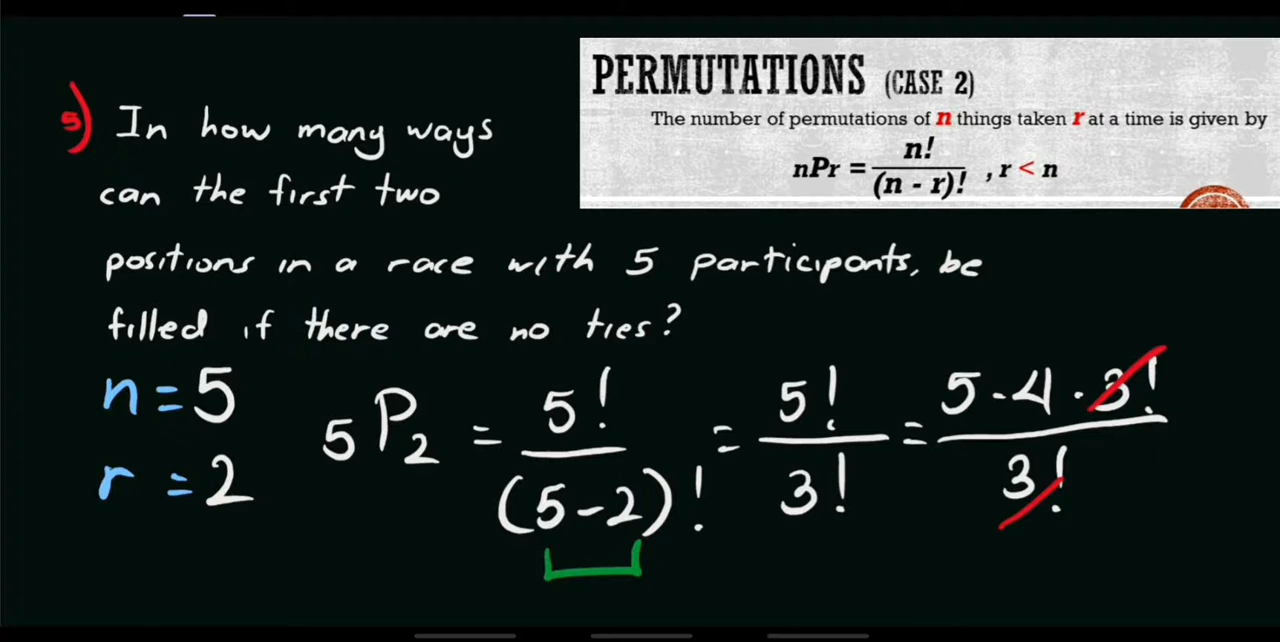 PERMUTATIONS (CASE 2)
The number of permutations of n things taken r at a time is given by
nPr = n! / (n - r)! , r < n
5) In how many ways
can the first two
positions in a race with 5 participants, be
filled if there are no ties?
n = 5
r = 2
5P2 = 5! / (5-2)! = 5! / 3! = 5 · 4 · 3! / 3!